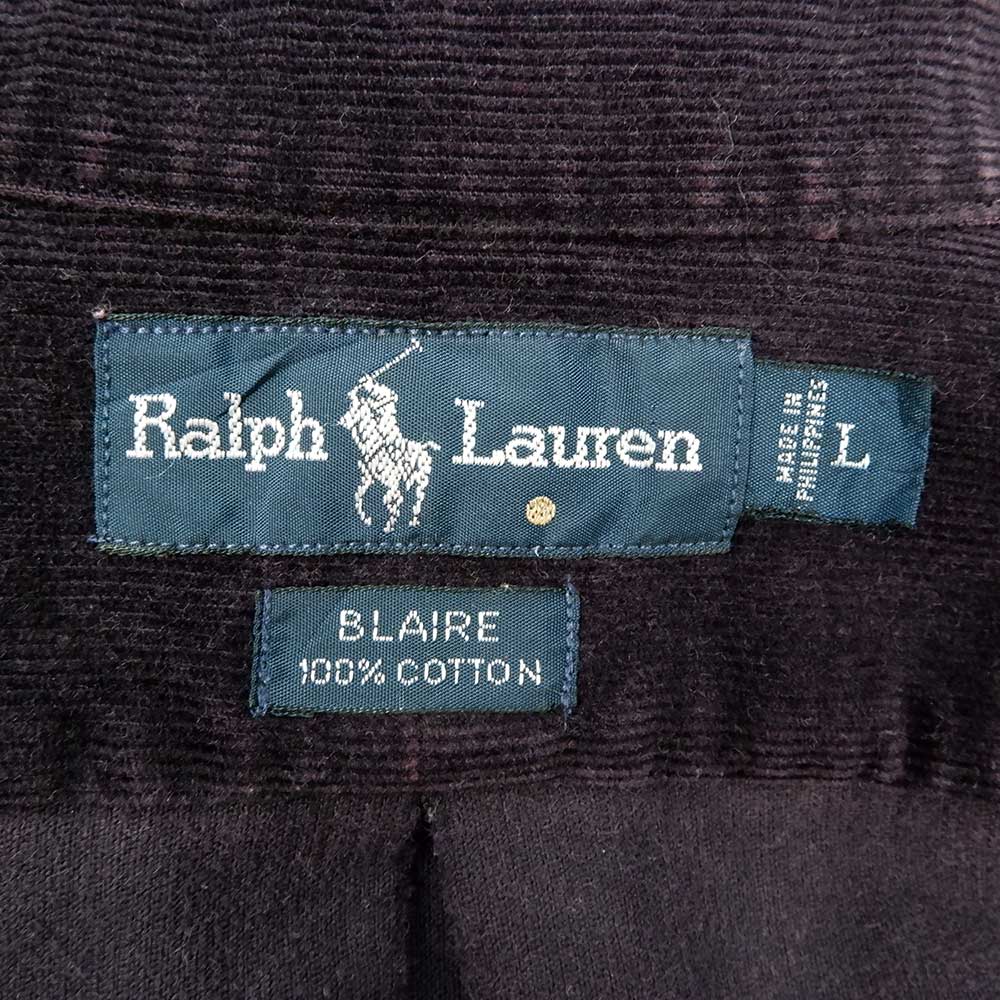 Ralph Lauren
MADE IN
PHILIPPINES
L
BLAIRE
100% COTTON